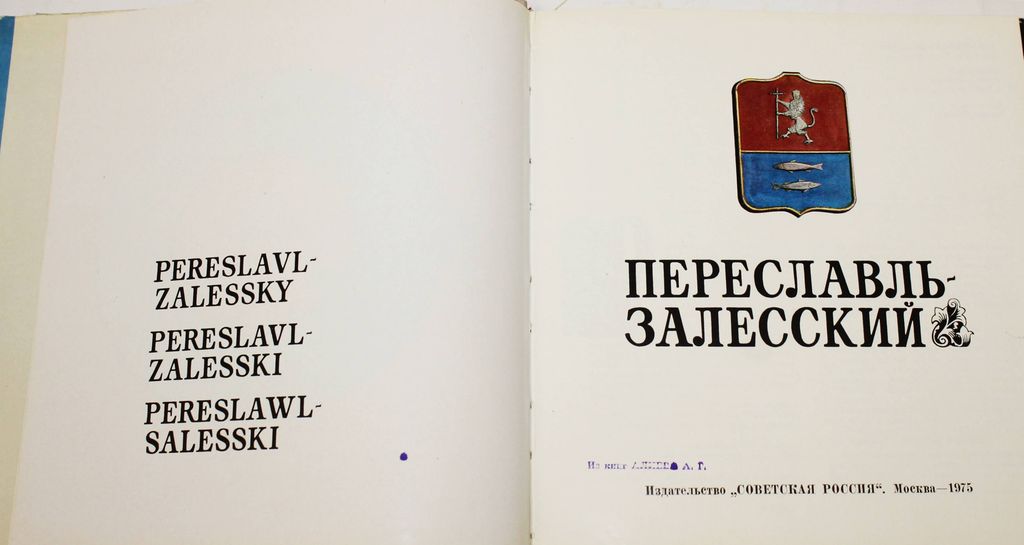 PERESLAVL-
ZALESSKY
PERESLAVL-
ZALESSKI
PERESLAWL-
SALESSKI
ПЕРЕСЛАВЛЬ-
ЗАЛЕССКИЙ
Из книг А. Г.
Издательство „СОВЕТСКАЯ РОССИЯ“. Москва—1975